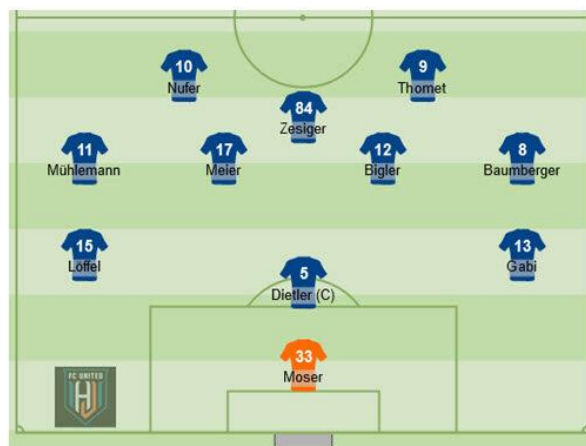 10
Nufer
9
Thomet
84
Zesiger
11
Mühlemann
17
Meier
12
Bigler
8
Baumberger
15
Löffel
13
Gabi
5
Dietler (C)
33
Moser
FC UNITED